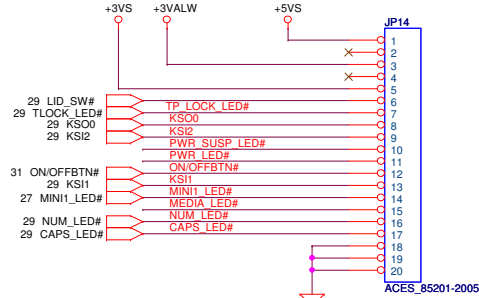 +3VS
+3VALW
+5VS
JP14
1
2
3
4
5
29 LID_SW# 6
29 TLOCK_LED# TP_LOCK_LED# 7
29 KSO0 KSO0 8
29 KSI2 KSI2 9
PWR_SUSP_LED# 10
PWR_LED# 11
31 ON/OFFBTN# ON/OFFBTN# 12
29 KSI1 KSI1 13
27 MINI1_LED# MINI1_LED# 14
MEDIA_LED# 15
29 NUM_LED# NUM_LED# 16
29 CAPS_LED# CAPS_LED# 17
18
19
20
ACES_85201-2005